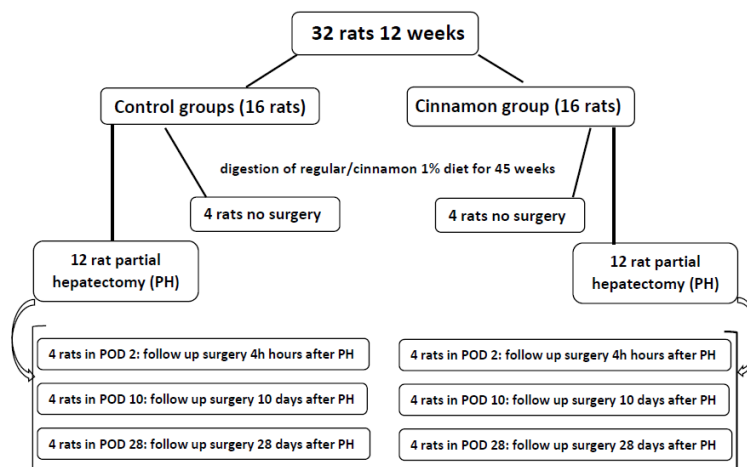 32 rats 12 weeks
Control groups (16 rats)
Cinnamon group (16 rats)
digestion of regular/cinnamon 1% diet for 45 weeks
4 rats no surgery
4 rats no surgery
12 rat partial
hepatectomy (PH)
12 rat partial
hepatectomy (PH)
4 rats in POD 2: follow up surgery 4h hours after PH
4 rats in POD 10: follow up surgery 10 days after PH
4 rats in POD 28: follow up surgery 28 days after PH
4 rats in POD 2: follow up surgery 4h hours after PH
4 rats in POD 10: follow up surgery 10 days after PH
4 rats in POD 28: follow up surgery 28 days after PH